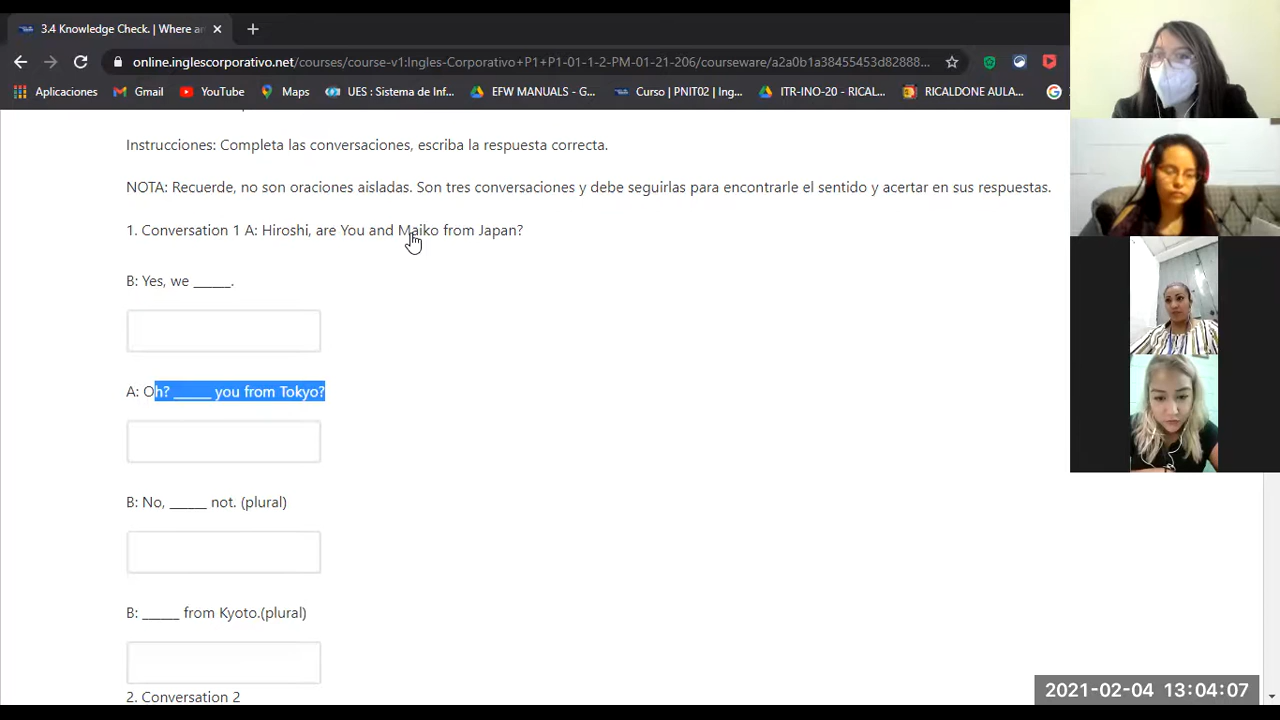 3.4 Knowledge Check. | Where a
online.inglescorporativo.net/courses/course-v1:Ingles-Corporativo+P1+P1-01-1-2-PM-01-21-206/courseware/a2a0b1a38455453d82888...
Aplicaciones
Gmail
YouTube
Maps
UES : Sistema de Inf...
EFW MANUALS - G...
Curso | PNIT02 | Ing...
ITR-INO-20 - RICAL...
RICALDONE AULA...
Instrucciones: Completa las conversaciones, escriba la respuesta correcta.
NOTA: Recuerde, no son oraciones aisladas. Son tres conversaciones y debe seguirlas para encontrarle el sentido y acertar en sus respuestas.
1. Conversation 1 A: Hiroshi, are You and Maiko from Japan?
B: Yes, we ______.
A: Oh? ______ you from Tokyo?
B: No, ______ not. (plural)
B: ______ from Kyoto.(plural)
2. Conversation 2
2021-02-04 13:04:07